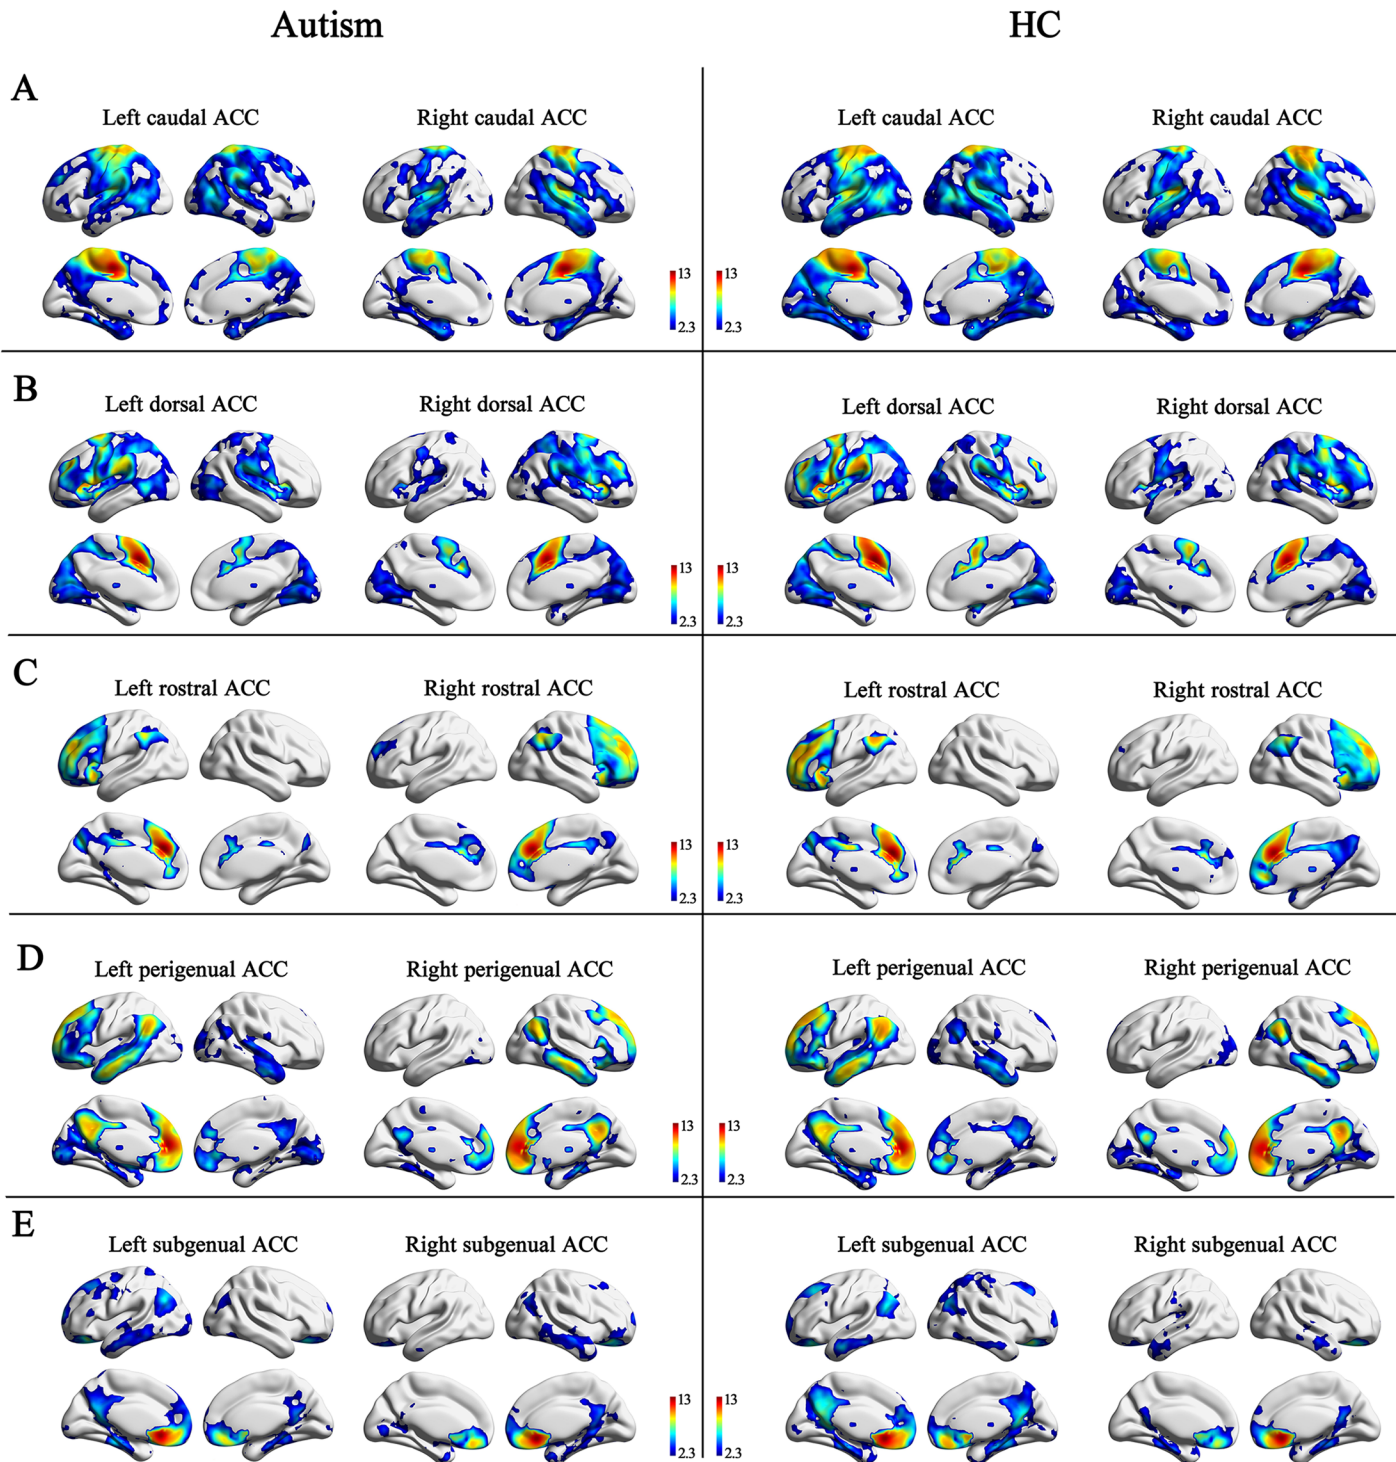 Autism HC
A
Left caudal ACC Right caudal ACC Left caudal ACC Right caudal ACC
13 13
2.3 2.3
B
Left dorsal ACC Right dorsal ACC Left dorsal ACC Right dorsal ACC
13 13
2.3 2.3
C
Left rostral ACC Right rostral ACC Left rostral ACC Right rostral ACC
13 13
2.3 2.3
D
Left perigenual ACC Right perigenual ACC Left perigenual ACC Right perigenual ACC
13 13
2.3 2.3
E
Left subgenual ACC Right subgenual ACC Left subgenual ACC Right subgenual ACC
13 13
2.3 2.3